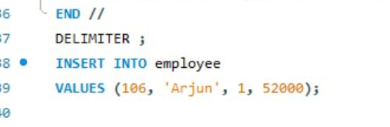 END //
DELIMITER ;
INSERT INTO employee
VALUES (106, 'Arjun', 1, 52000);